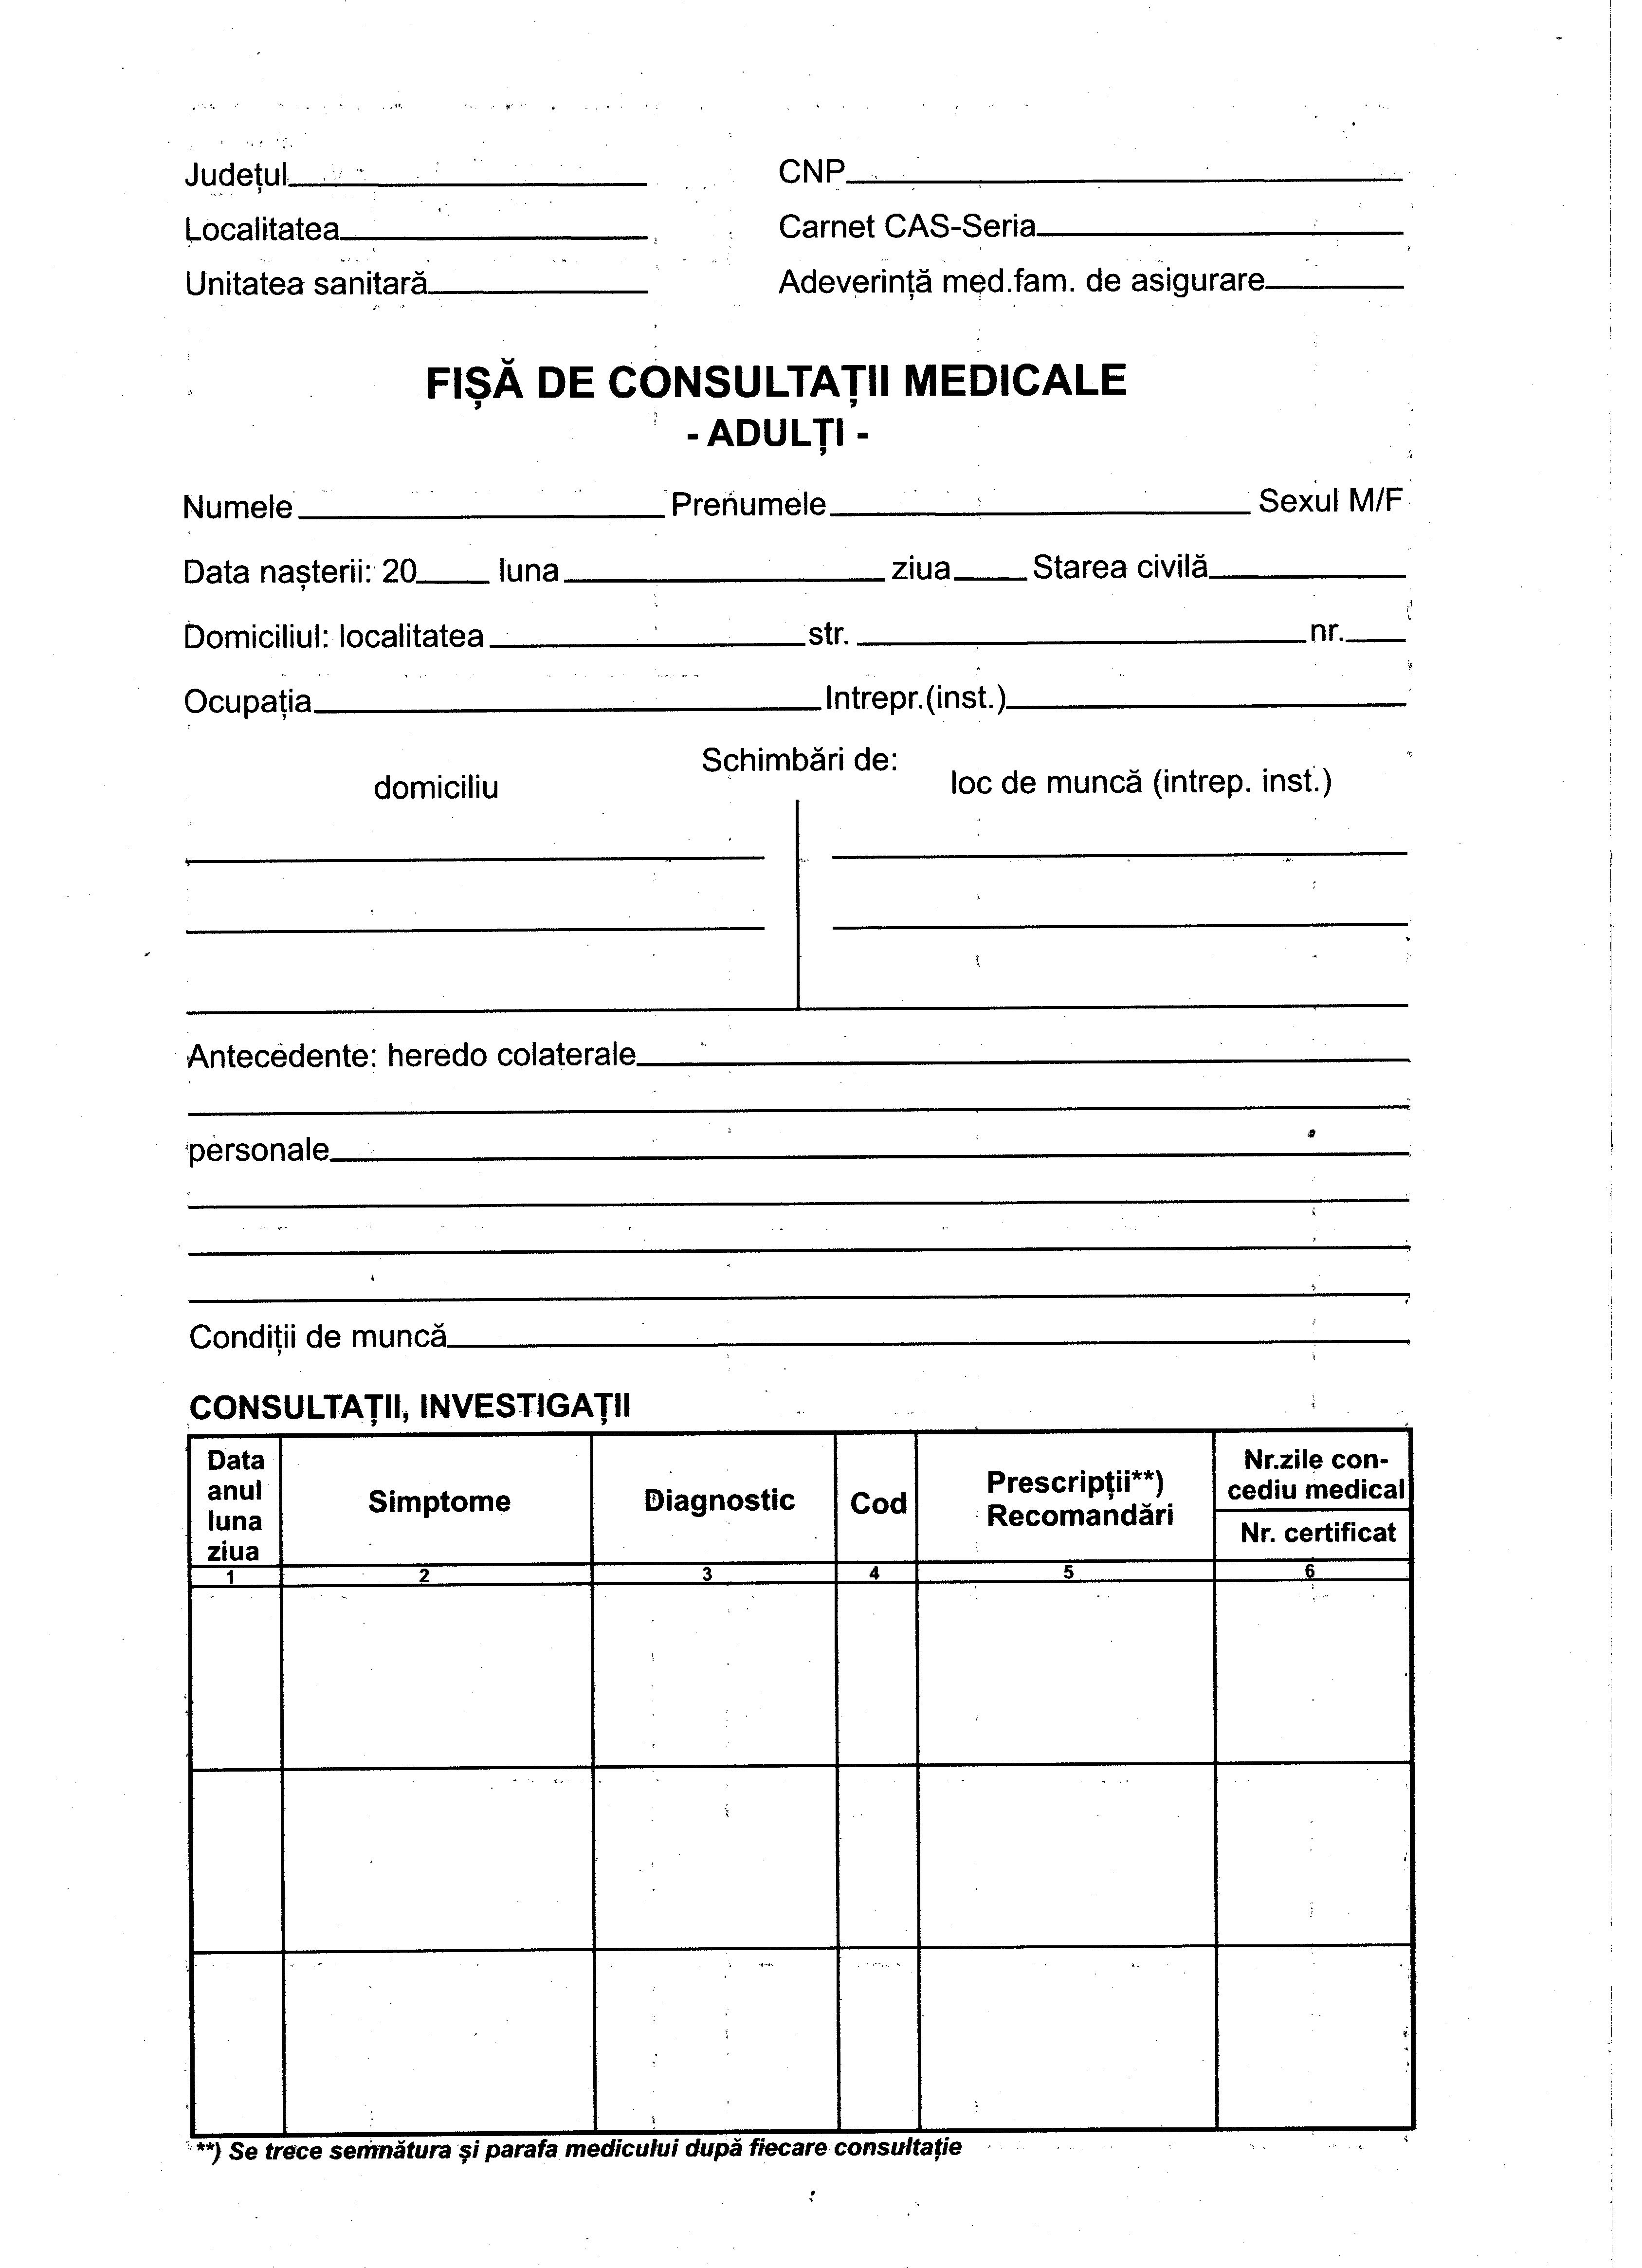 Județul CNP
Localitatea Carnet CAS-Seria
Unitatea sanitară Adeverință med.fam. de asigurare
FIȘĂ DE CONSULTAȚII MEDICALE
- ADULȚI -
Numele Prenumele Sexul M/F
Data nașterii: 20 luna ziua Starea civilă
Domiciliul: localitatea str. nr.
Ocupația Intrepr.(inst.)
Schimbări de:
domiciliu loc de muncă (intrep. inst.)
Antecedente: heredo colaterale
personale
Condiții de muncă
CONSULTAȚII, INVESTIGAȚII
Data
anul
luna
ziua
Simptome
Diagnostic
Cod
Prescripții**)
Recomandări
Nr.zile con-
cediu medical
Nr. certificat
1 2 3 4 5 6
**) Se trece semnătura și parafa medicului după fiecare consultație